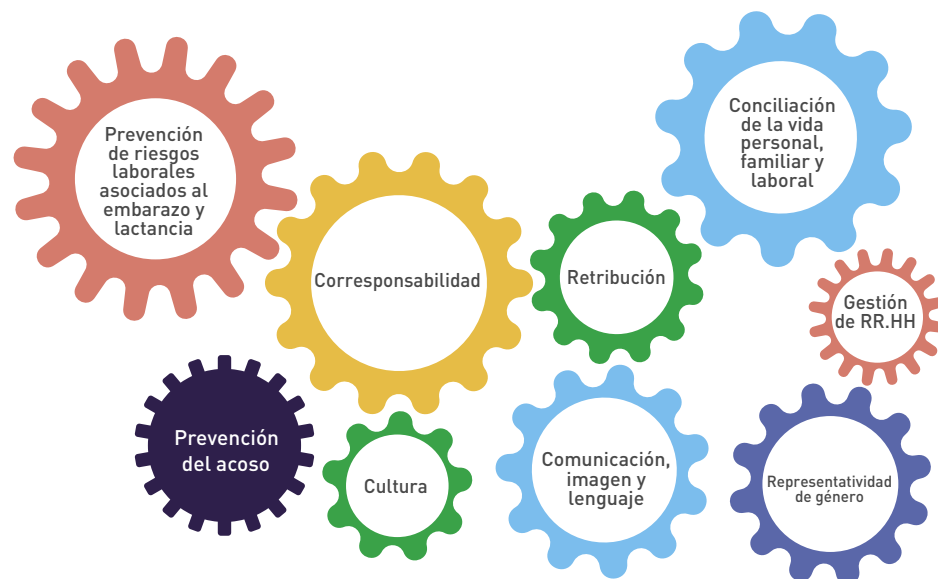 Prevención
de riesgos
laborales
asociados al
embarazo y
lactancia
Conciliación
de la vida
personal,
familiar y
laboral
Corresponsabilidad
Retribución
Gestión
de RR.HH
Prevención
del acoso
Cultura
Comunicación,
imagen y
lenguaje
Representatividad
de género